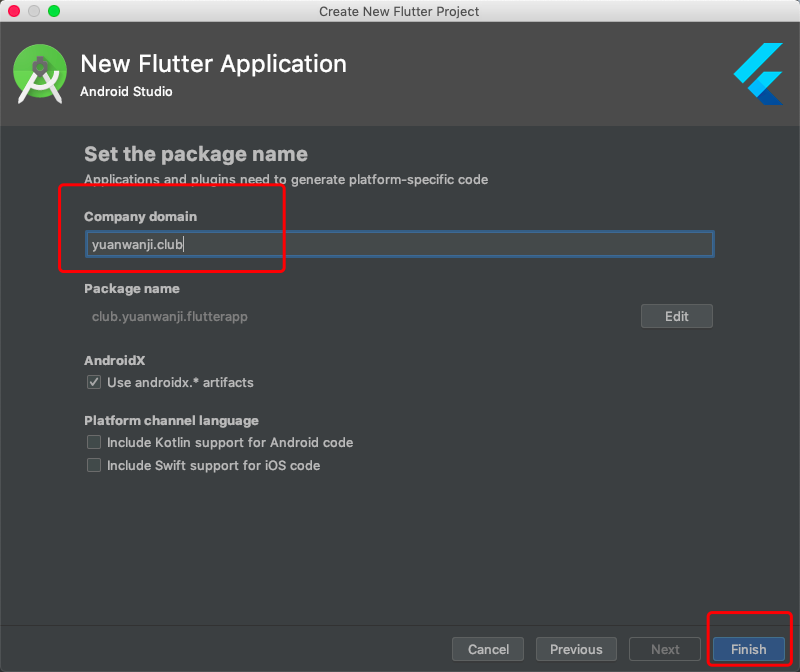 Create New Flutter Project
New Flutter Application
Android Studio
Set the package name
Applications and plugins need to generate platform-specific code
Company domain
yuanwanji.club
Package name
club.yuanwanji.flutterapp
Edit
AndroidX
Use androidx.* artifacts
Platform channel language
Include Kotlin support for Android code
Include Swift support for iOS code
Cancel
Previous
Next
Finish